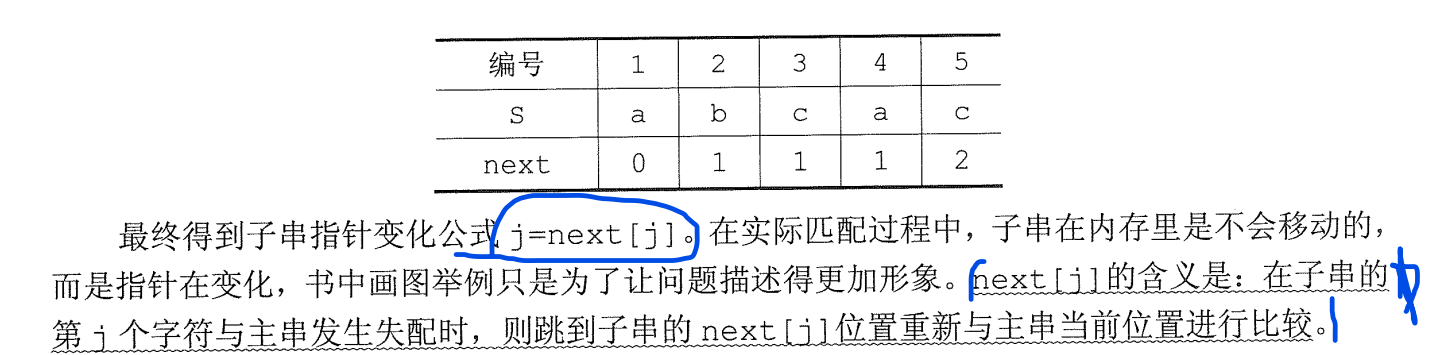 编号 1 2 3 4 5
S a b c a c
next 0 1 1 1 2
最终得到子串指针变化公式 j=next[j]。在实际匹配过程中，子串在内存里是不会移动的，
而是指针在变化，书中画图举例只是为了让问题描述得更加形象。next[j]的含义是：在子串的
第 j 个字符与主串发生失配时，则跳到子串的 next[j]位置重新与主串当前位置进行比较。